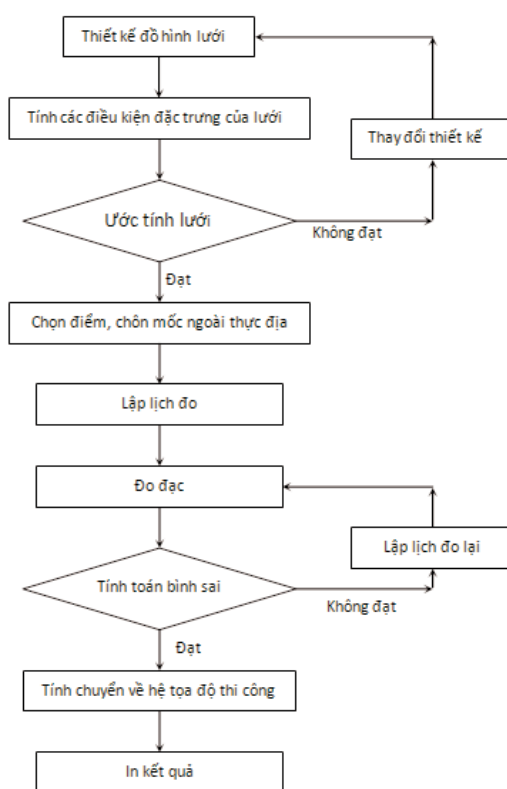 Thiết kế đồ hình lưới
Tính các điều kiện đặc trưng của lưới
Thay đổi thiết kế
Ước tính lưới
Không đạt
Đạt
Chọn điểm, chôn mốc ngoài thực địa
Lập lịch đo
Đo đạc
Lập lịch đo lại
Tính toán bình sai
Không đạt
Đạt
Tính chuyển về hệ tọa độ thi công
In kết quả